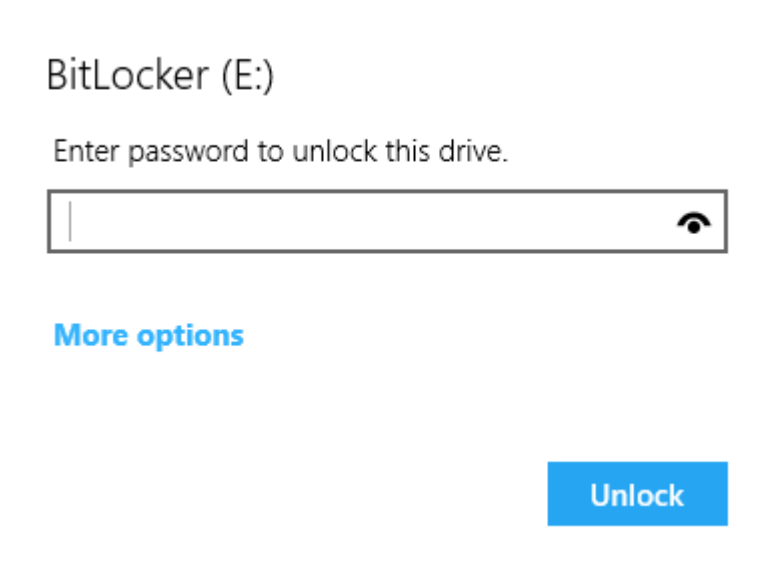 BitLocker (E:)
Enter password to unlock this drive.
More options
Unlock